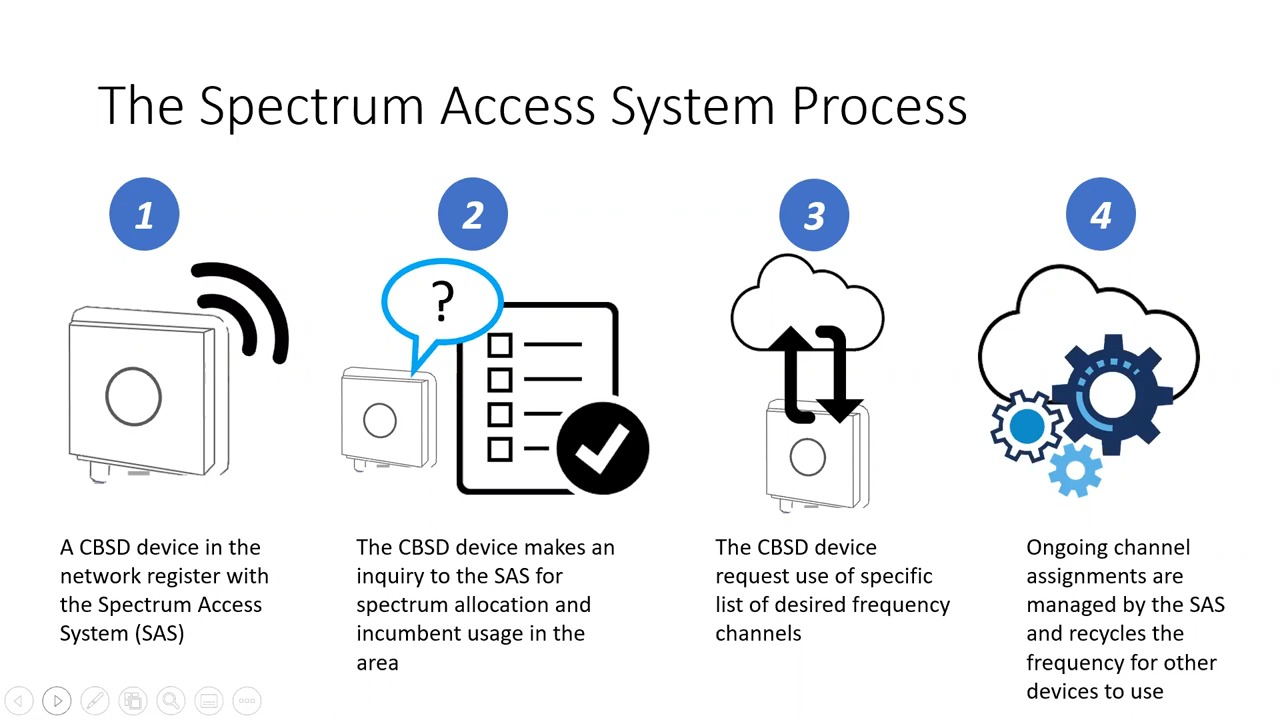 The Spectrum Access System Process
1
2
3
4
?
A CBSD device in the
network register with
the Spectrum Access
System (SAS)
The CBSD device makes an
inquiry to the SAS for
spectrum allocation and
incumbent usage in the
area
The CBSD device
request use of specific
list of desired frequency
channels
Ongoing channel
assignments are
managed by the SAS
and recycles the
frequency for other
devices to use